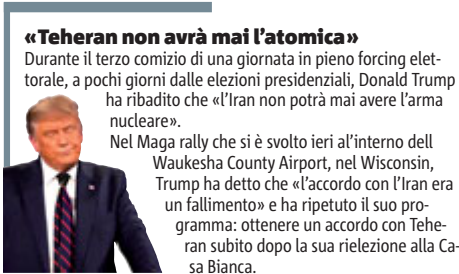 «Teheran non avrà mai l'atomica»
Durante il terzo comizio di una giornata in pieno forcing elet-
torale, a pochi giorni dalle elezioni presidenziali, Donald Trump
ha ribadito che «l'Iran non potrà mai avere l'arma
nucleare».
Nel Maga rally che si è svolto ieri al'interno dell
Waukesha County Airport, nel Wisconsin,
Trump ha detto che «l'accordo con l'Iran era
un fallimento» e ha ripetuto il suo pro-
gramma: ottenere un accordo con Tehe-
ran subito dopo la sua rielezione alla Ca-
sa Bianca.